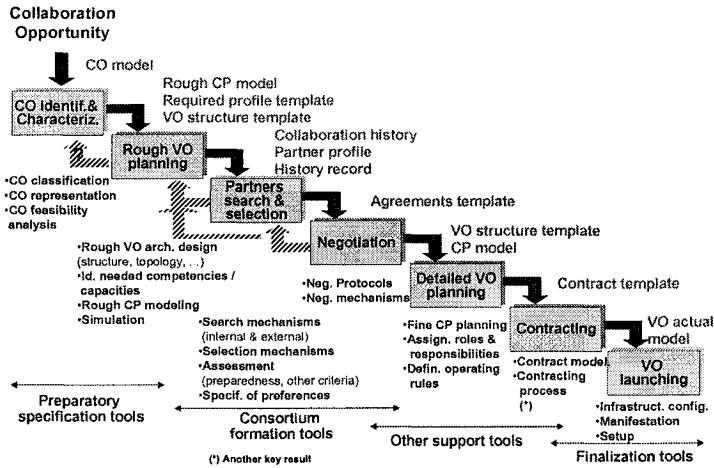 Collaboration
Opportunity
CO model
CO Identif.&
Characteriz.
Rough CP model
Required profile template
VO structure template
Rough VO
planning
Collaboration history
Partner profile
History record
Partners
search &
selection
Agreements template
Negotiation
VO structure template
CP model
Detailed VO
planning
Contract template
Contracting
VO actual
model
VO
launching
•CO classification
•CO representation
•CO feasibility
analysis
•Rough VO arch. design
(structure, topology, ...)
•Id. needed competencies /
capacities
•Rough CP modeling
•Simulation
•Search mechanisms
(internal & external)
•Selection mechanisms
•Assessment
(preparedness, other criteria)
•Specif. of preferences
•Neg. Protocols
•Neg. mechanisms
•Fine CP planning
•Assign. roles &
responsibilities
•Defin. operating
rules
•Contract model.
•Contracting
process
(*)
•Infrastruct. config.
•Manifestation
•Setup
Preparatory
specification tools
Consortium
formation tools
Other support tools
Finalization tools
(*) Another key result